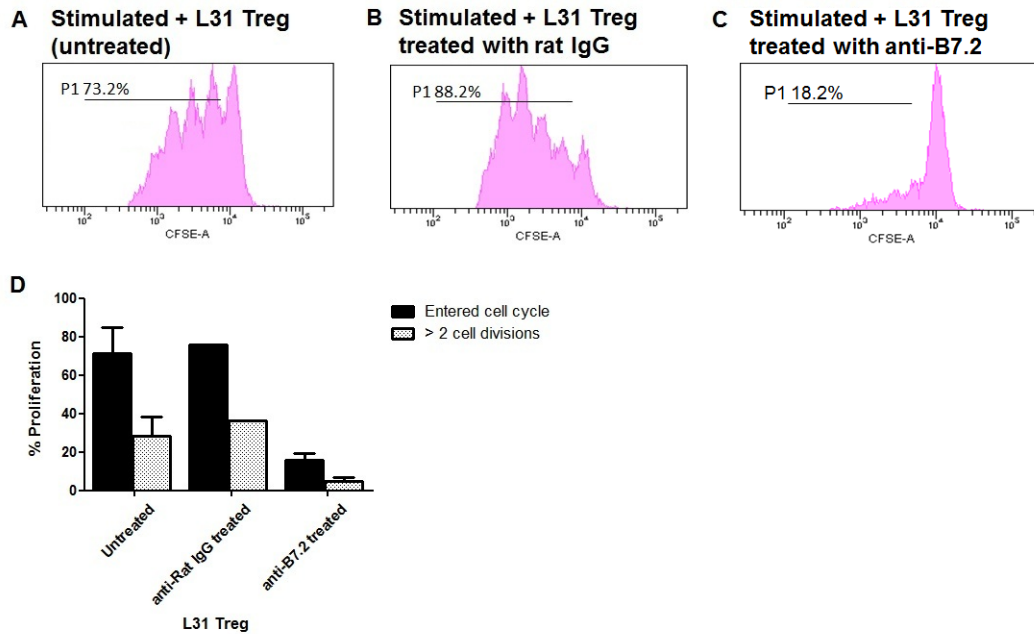 A
Stimulated + L31 Treg
(untreated)
P1 73.2%
10² 10³ 10⁴ 10⁵
CFSE-A
B
Stimulated + L31 Treg
treated with rat IgG
P1 88.2%
10² 10³ 10⁴ 10⁵
CFSE-A
C
Stimulated + L31 Treg
treated with anti-B7.2
P1 18.2%
10² 10³ 10⁴ 10⁵
CFSE-A
D
% Proliferation
100
80
60
40
20
0
Untreated
anti-Rat IgG treated
anti-B7.2 treated
L31 Treg
Entered cell cycle
> 2 cell divisions